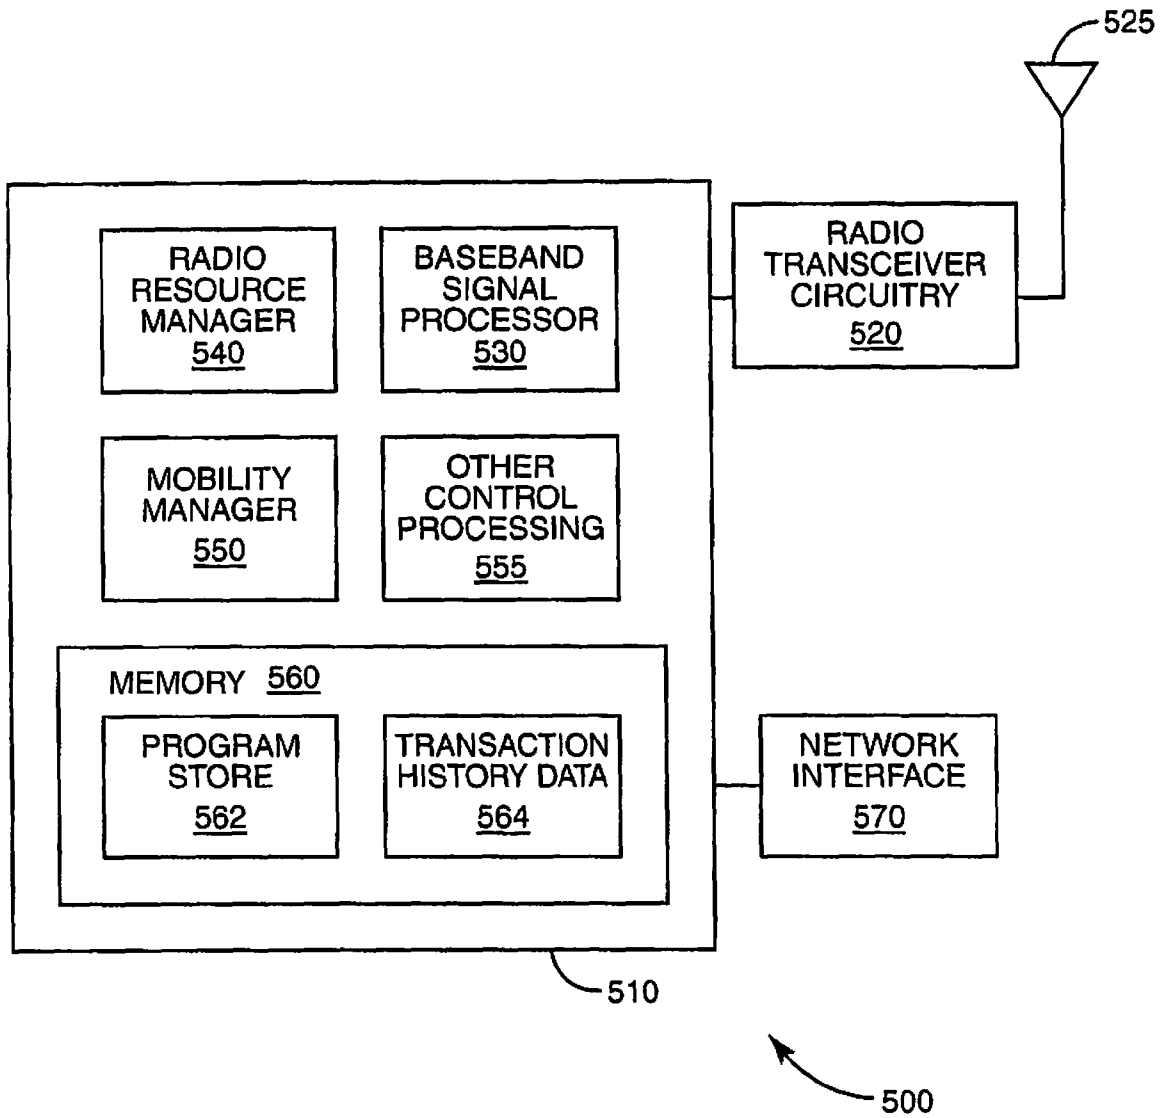 525
RADIO
TRANSCEIVER
CIRCUITRY
520
RADIO
RESOURCE
MANAGER
540
BASEBAND
SIGNAL
PROCESSOR
530
MOBILITY
MANAGER
550
OTHER
CONTROL
PROCESSING
555
MEMORY 560
PROGRAM
STORE
562
TRANSACTION
HISTORY DATA
564
NETWORK
INTERFACE
570
510
500